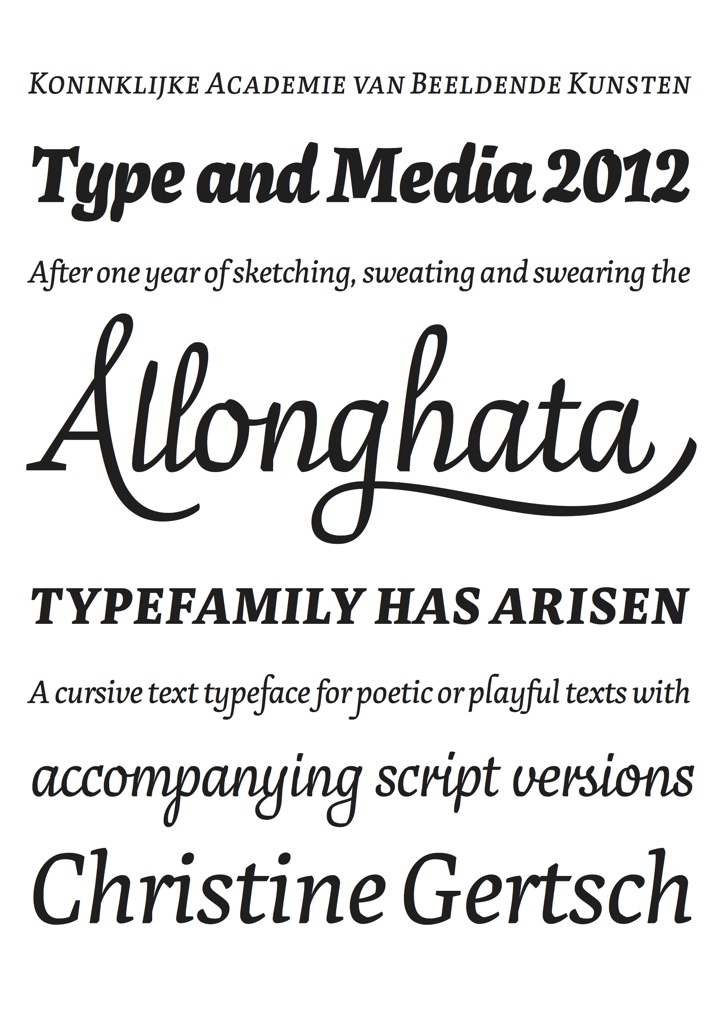 Koninklijke Academie van Beeldende Kunsten
Type and Media 2012
After one year of sketching, sweating and swearing the
Allonghata
TYPEFAMILY HAS ARISEN
A cursive text typeface for poetic or playful texts with
accompanying script versions
Christine Gertsch